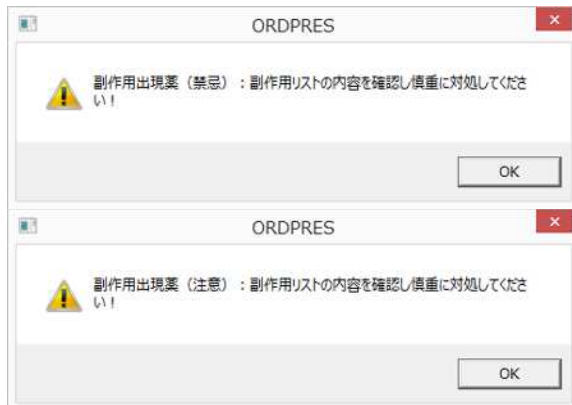 ORDPRES
副作用出現薬（禁忌）：副作用リストの内容を確認し慎重に対処してくださ
い！
OK
ORDPRES
副作用出現薬（注意）：副作用リストの内容を確認し慎重に対処してくださ
い！
OK